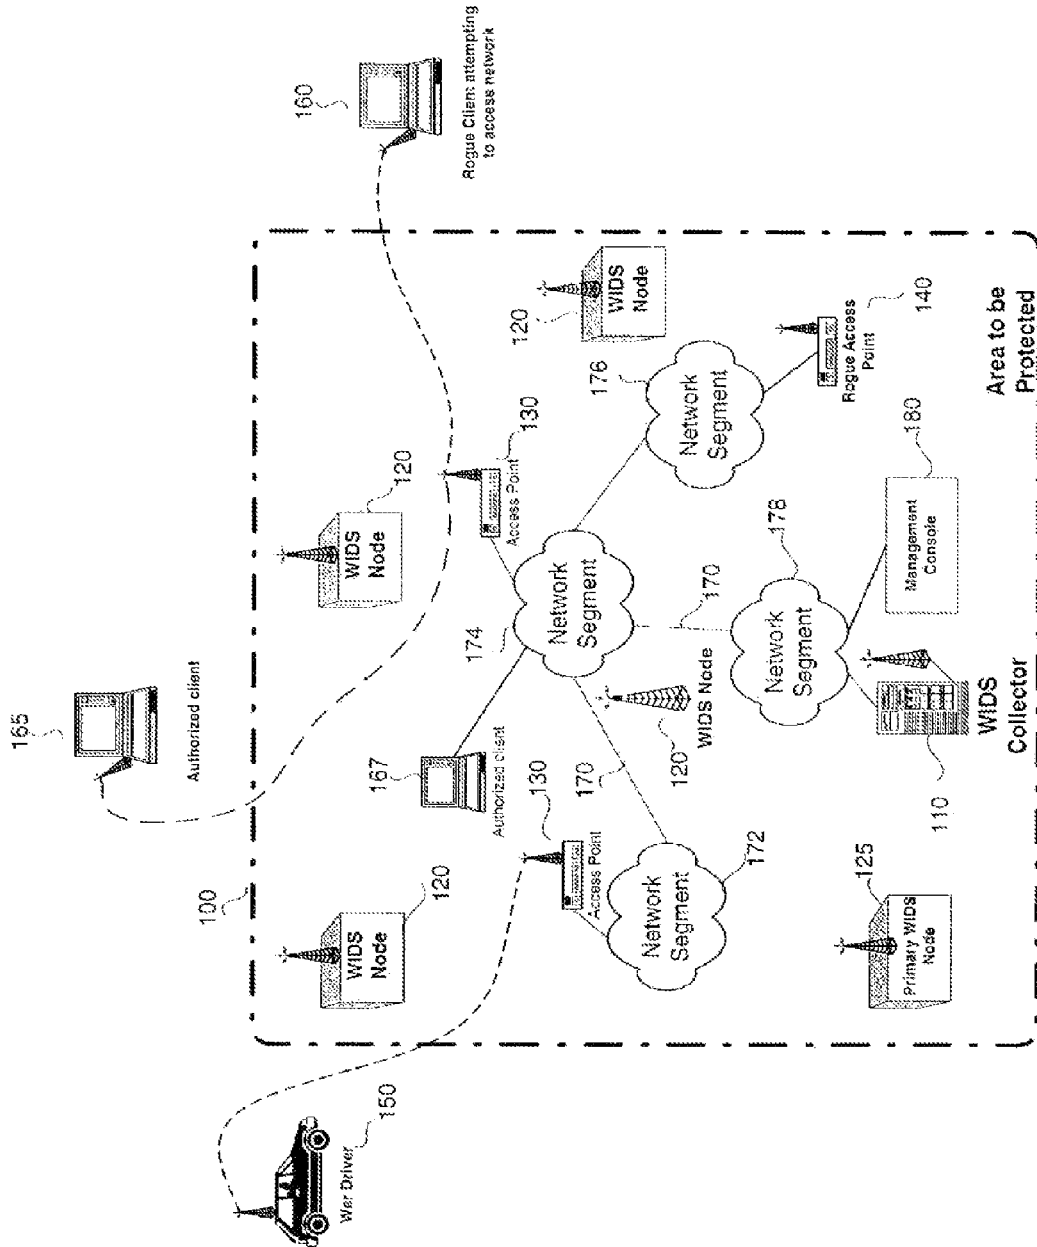 165
Authorized client
160
Rogue Client attempting
to access network
100
WIDS
Node
120
WIDS
Node
120
WIDS
Node
120
War Driver
150
167
Authorized client
130
Access Point
130
Access Point
174
Network
Segment
170
170
172
Network
Segment
WIDS Node
120
176
Network
Segment
178
Network
Segment
Rogue Access
Point
140
125
Primary WIDS
Node
110
WIDS
Collector
Management
Console
180
Area to be
Protected